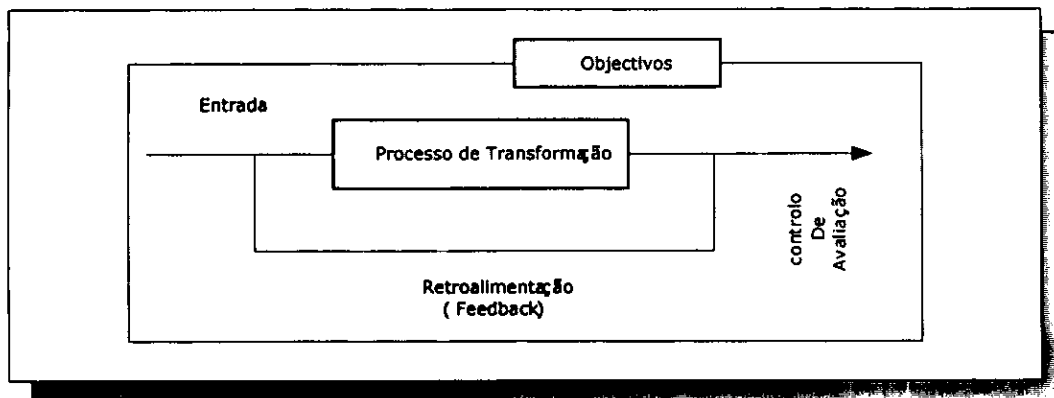 Objectivos
Entrada
Processo de Transformação
controlo
De
Avaliação
Retroalimentação
( Feedback)